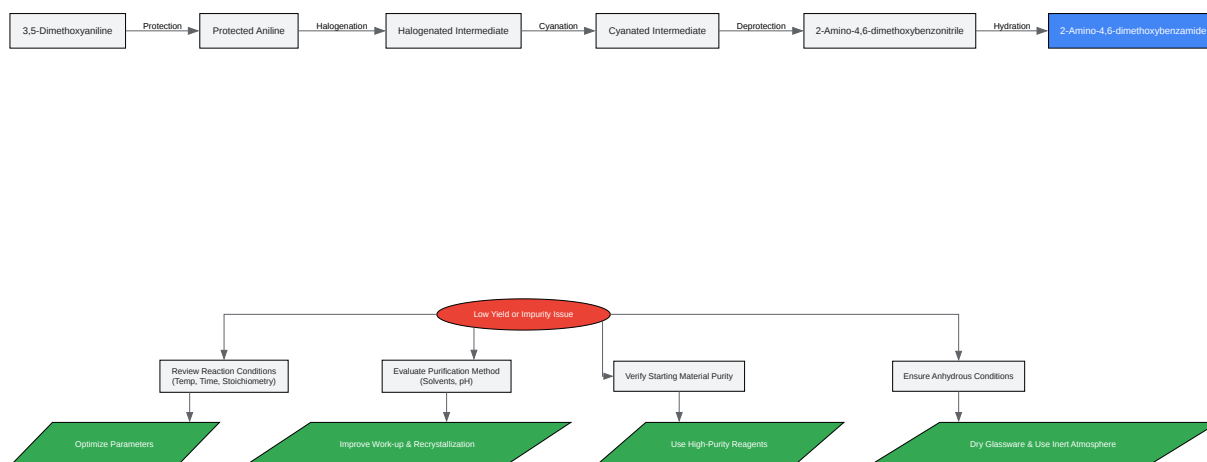 3,5-Dimethoxyaniline
Protection
Protected Aniline
Halogenation
Halogenated Intermediate
Cyanation
Cyanated Intermediate
Deprotection
2-Amino-4,6-dimethoxybenzonitrile
Hydration
2-Amino-4,6-dimethoxybenzamide
Low Yield or Impurity Issue
Review Reaction Conditions
(Temp, Time, Stoichiometry)
Evaluate Purification Method
(Solvents, pH)
Verify Starting Material Purity
Ensure Anhydrous Conditions
Optimize Parameters
Improve Work-up & Recrystallization
Use High-Purity Reagents
Dry Glassware & Use Inert Atmosphere